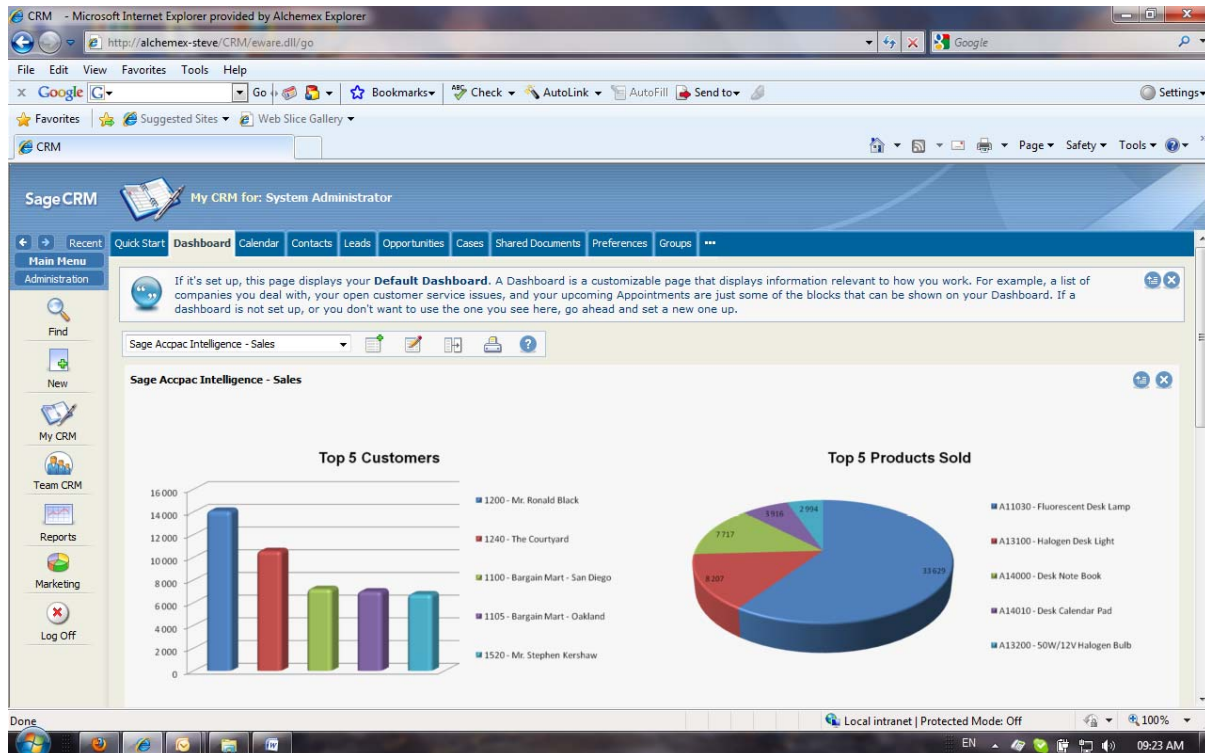 CRM - Microsoft Internet Explorer provided by Alchemex Explorer
http://alchemex-steve/CRM/eware.dll/go
Google
File Edit View Favorites Tools Help
x Google G Go Bookmarks ABC Check AutoLink AutoFill Send to Settings
Favorites Suggested Sites Web Slice Gallery
CRM Page Safety Tools
Sage CRM My CRM for: System Administrator
Recent Quick Start Dashboard Calendar Contacts Leads Opportunities Cases Shared Documents Preferences Groups •••
Main Menu
Administration
Find
New
My CRM
Team CRM
Reports
Marketing
Log Off
If it's set up, this page displays your Default Dashboard. A Dashboard is a customizable page that displays information relevant to how you work. For example, a list of
companies you deal with, your open customer service issues, and your upcoming Appointments are just some of the blocks that can be shown on your Dashboard. If a
dashboard is not set up, or you don't want to use the one you see here, go ahead and set a new one up.
Sage Accpac Intelligence - Sales
Sage Accpac Intelligence - Sales
Top 5 Customers
16 000
14 000
12 000
10 000
8 000
6 000
4 000
2 000
0
1200 - Mr. Ronald Black
1240 - The Courtyard
1100 - Bargain Mart - San Diego
1105 - Bargain Mart - Oakland
1520 - Mr. Stephen Kershaw
Top 5 Products Sold
3 916
2 994
7 717
8 207
33 629
A11030 - Fluorescent Desk Lamp
A13100 - Halogen Desk Light
A14000 - Desk Note Book
A14010 - Desk Calendar Pad
A13200 - 50W/12V Halogen Bulb
Done Local intranet | Protected Mode: Off 100%
EN 09:23 AM